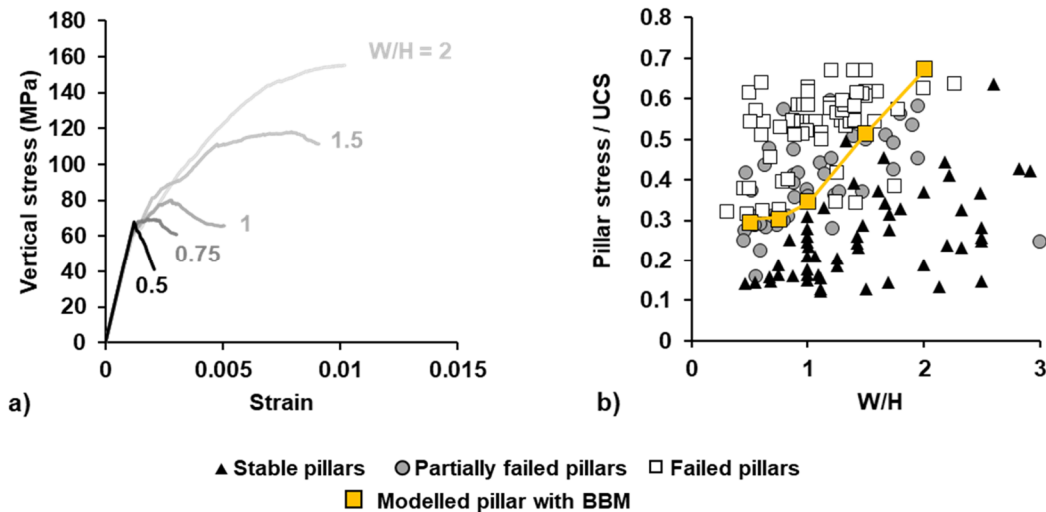 180
160
140
120
100
80
60
40
20
0
Vertical stress (MPa)
W/H = 2
1.5
1
0.75
0.5
0 0.005 0.01 0.015
Strain
a)
0.8
0.7
0.6
0.5
0.4
0.3
0.2
0.1
0
Pillar stress / UCS
0 1 2 3
W/H
b)
Stable pillars Partially failed pillars Failed pillars
Modelled pillar with BBM